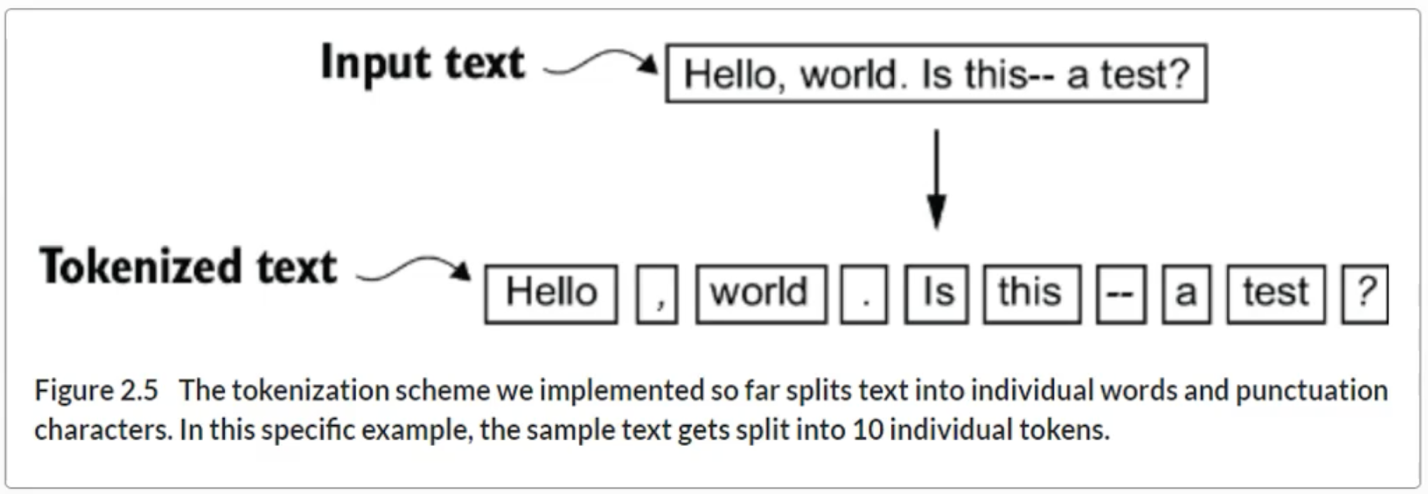 Input text
Hello, world. Is this-- a test?
Tokenized text
Hello , world . Is this -- a test ?
Figure 2.5 The tokenization scheme we implemented so far splits text into individual words and punctuation
characters. In this specific example, the sample text gets split into 10 individual tokens.